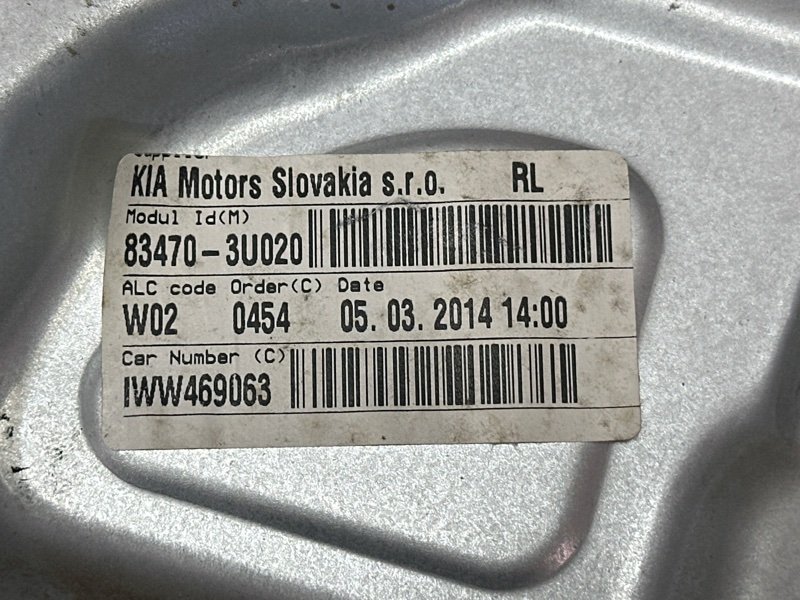 Supplier
KIA Motors Slovakia s.r.o. RL
Modul Id(M)
83470-3U020
ALC code Order(C) Date
W02 0454 05. 03. 2014 14:00
Car Number (C)
IWW469063